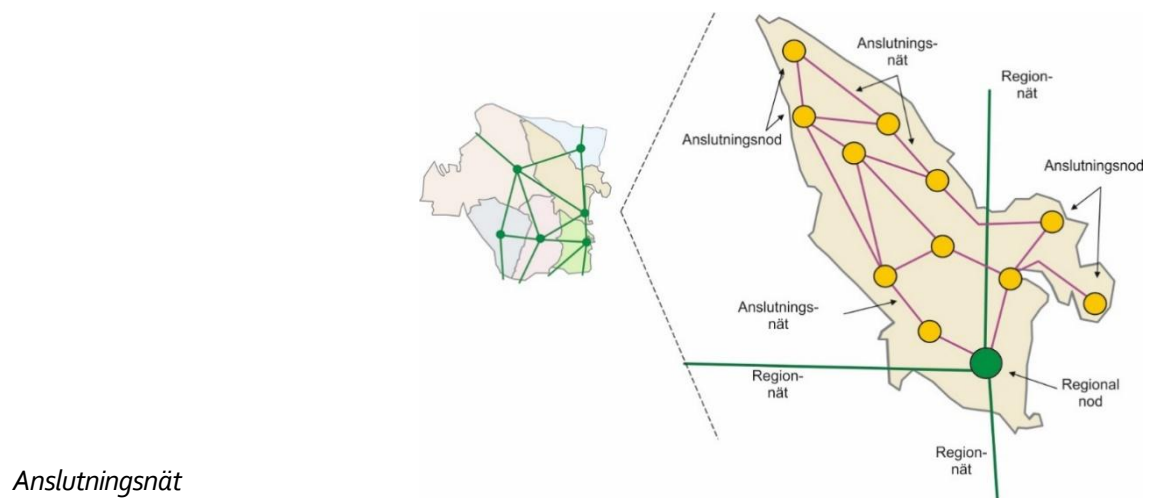 Anslutnings-
nät
Region-
nät
Anslutningsnod
Anslutningsnod
Anslutnings-
nät
Region-
nät
Regional
nod
Region-
nät
Anslutningsnät